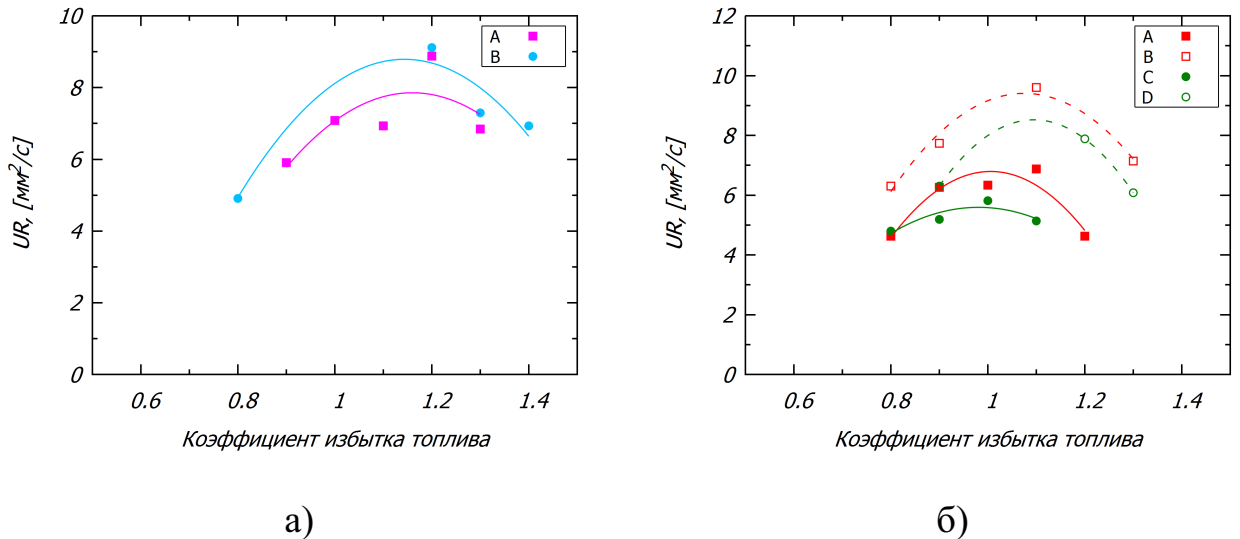 10
8
6
4
2
0
UR, [мм²/с]
A
B
0.6 0.8 1 1.2 1.4
Коэффициент избытка топлива
а)
12
10
8
6
4
2
0
UR, [мм²/с]
A
B
C
D
0.6 0.8 1 1.2 1.4
Коэффициент избытка топлива
б)